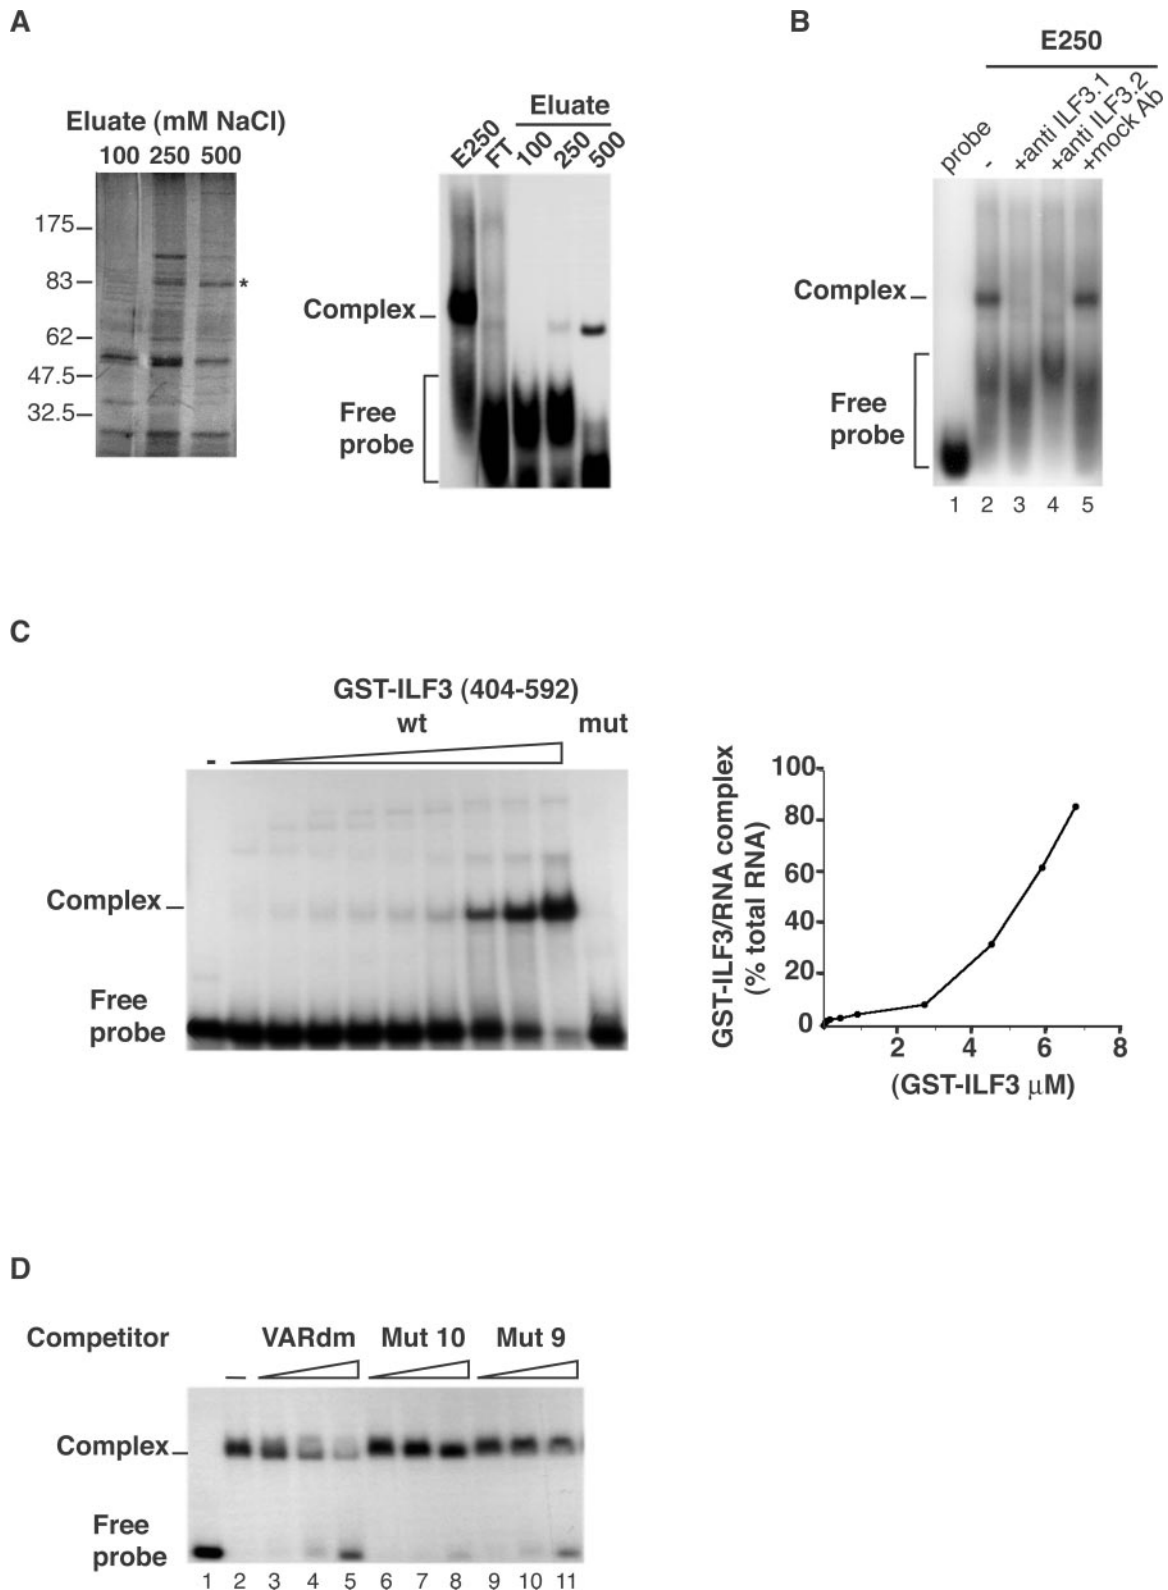 A
B
E250
Eluate (mM NaCl)
100 250 500
175
83
*
62
47.5
32.5
Eluate
E250
FT
100
250
500
Complex
Free
probe
probe
-
+anti ILF3.1
+anti ILF3.2
+mock Ab
Complex
Free
probe
1 2 3 4 5
C
GST-ILF3 (404-592)
wt mut
-
Complex
Free
probe
GST-ILF3/RNA complex
(% total RNA)
100
80
60
40
20
0
2 4 6 8
(GST-ILF3 μM)
D
Competitor VARdm Mut 10 Mut 9
—
Complex
Free
probe
1 2 3 4 5 6 7 8 9 10 11